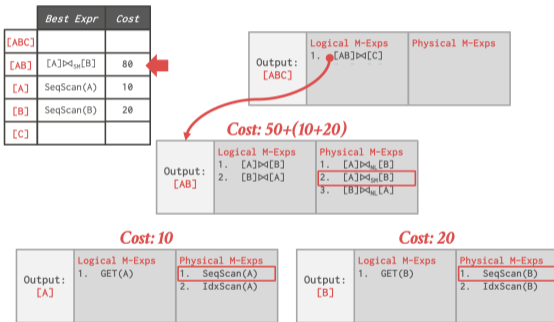 Best Expr Cost
[ABC]
[AB] [A]⋈SM[B] 80
[A] SeqScan(A) 10
[B] SeqScan(B) 20
[C]
Output:
[ABC]
Logical M-Exps
1. [AB]⋈[C]
Physical M-Exps
Cost: 50+(10+20)
Output:
[AB]
Logical M-Exps
1. [A]⋈[B]
2. [B]⋈[A]
Physical M-Exps
1. [A]⋈NL[B]
2. [A]⋈SM[B]
3. [B]⋈NL[A]
Cost: 10
Output:
[A]
Logical M-Exps
1. GET(A)
Physical M-Exps
1. SeqScan(A)
2. IdxScan(A)
Cost: 20
Output:
[B]
Logical M-Exps
1. GET(B)
Physical M-Exps
1. SeqScan(B)
2. IdxScan(B)